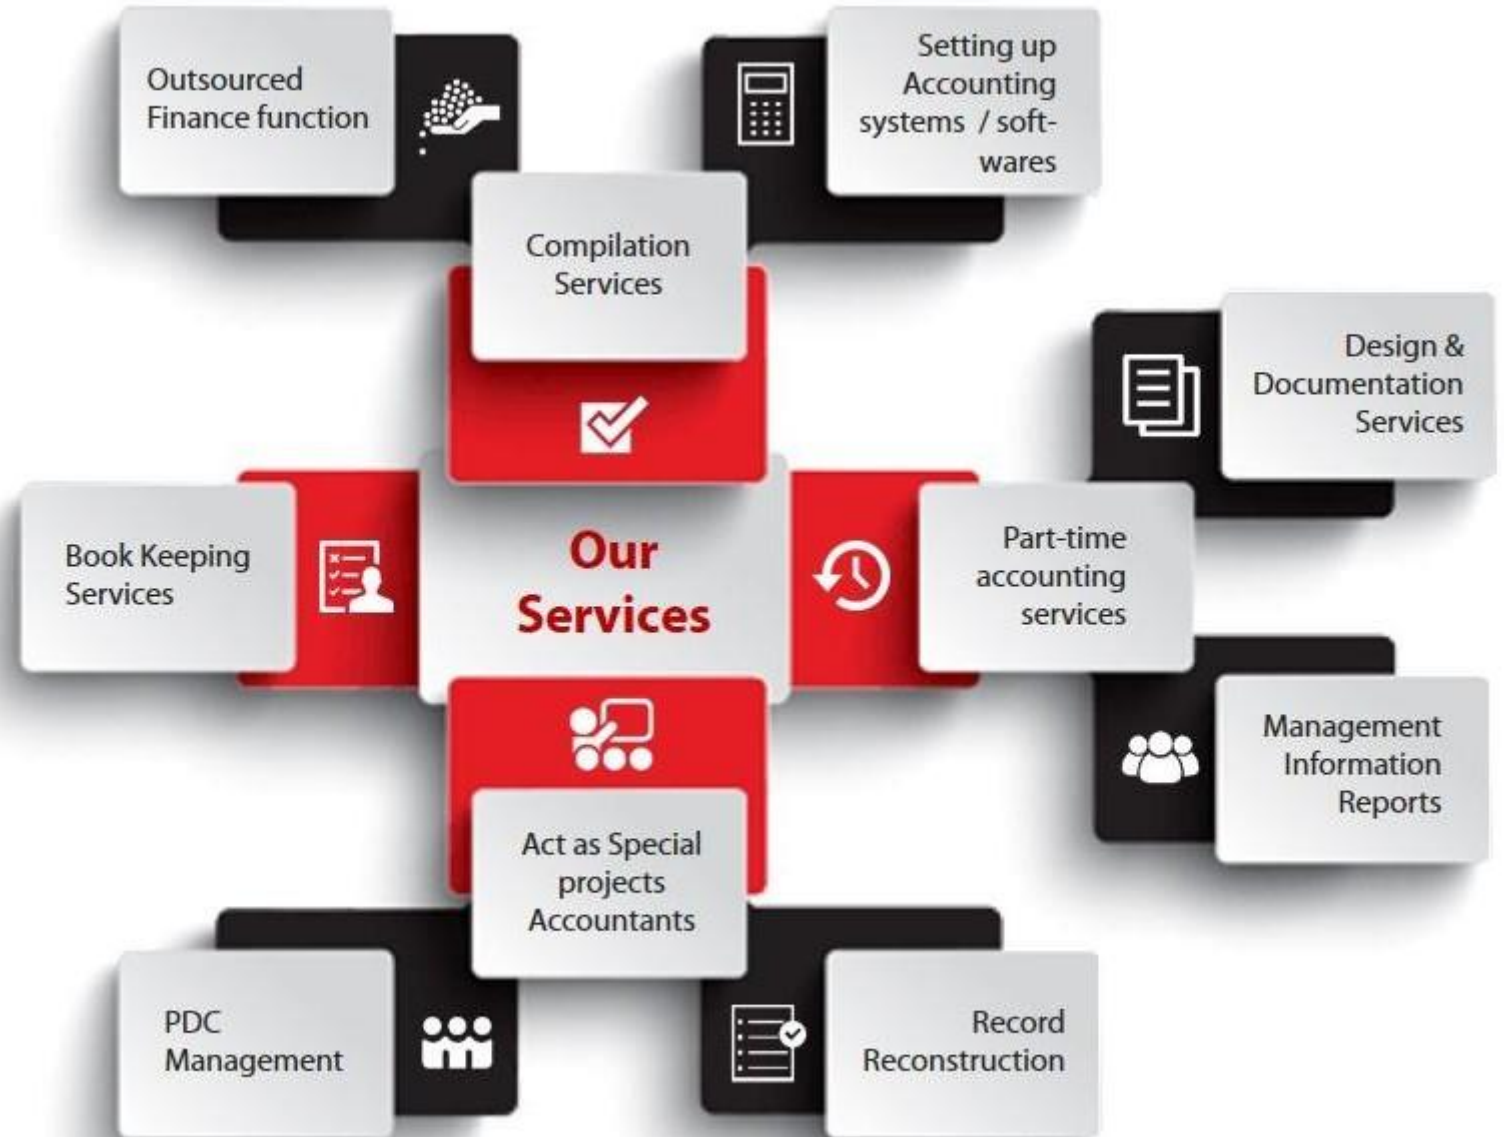 Outsourced
Finance function
Setting up
Accounting
systems / soft-
wares
Compilation
Services
Design &
Documentation
Services
Book Keeping
Services
Our
Services
Part-time
accounting
services
Management
Information
Reports
Act as Special
projects
Accountants
PDC
Management
Record
Reconstruction